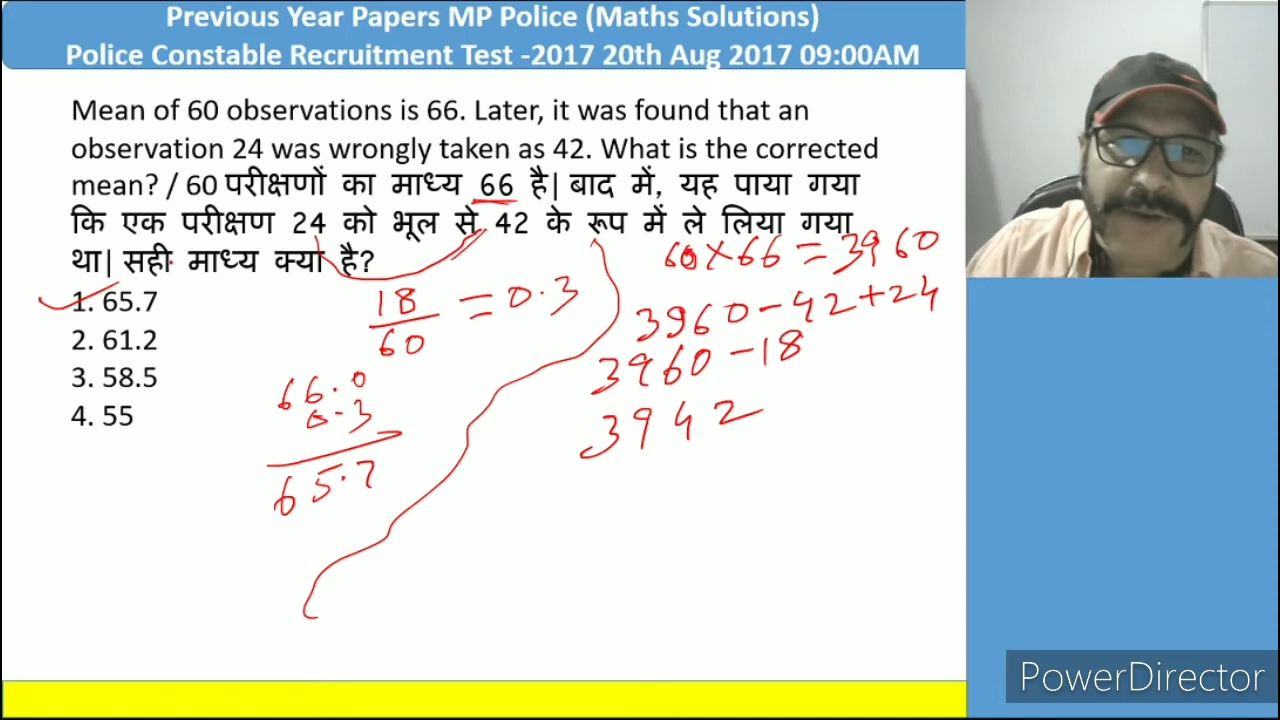 Previous Year Papers MP Police (Maths Solutions)
Police Constable Recruitment Test -2017 20th Aug 2017 09:00AM
Mean of 60 observations is 66. Later, it was found that an
observation 24 was wrongly taken as 42. What is the corrected
mean? / 60 परीक्षणों का माध्य 66 है| बाद में, यह पाया गया
कि एक परीक्षण 24 को भूल से 42 के रूप में ले लिया गया
था| सही माध्य क्या है?
1. 65.7
2. 61.2
3. 58.5
4. 55
18
60
= 0.3
66.0
0.3
65.7
60×66 = 3960
3960-42+24
3960-18
3942
PowerDirector